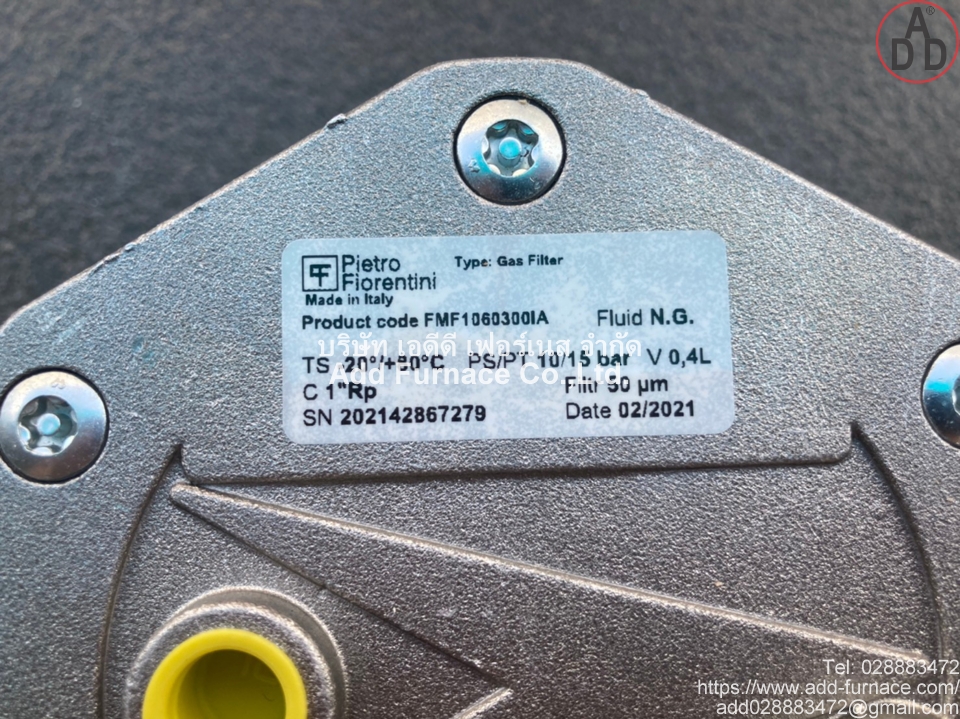 ADD®
Pietro Fiorentini
Type: Gas Filter
Made in Italy
Product code FMF1060300IA Fluid N.G.
บริษัท เอดีดี เฟอร์เนส จำกัด
TS -20°/+60°C PS/PT 10/15 bar V 0,4L
Add Furnace Co.,Ltd.
C 1"Rp Filtr 50 µm
SN 202142867279 Date 02/2021
Tel: 028883472
https://www.add-furnace.com/
add028883472@gmail.com